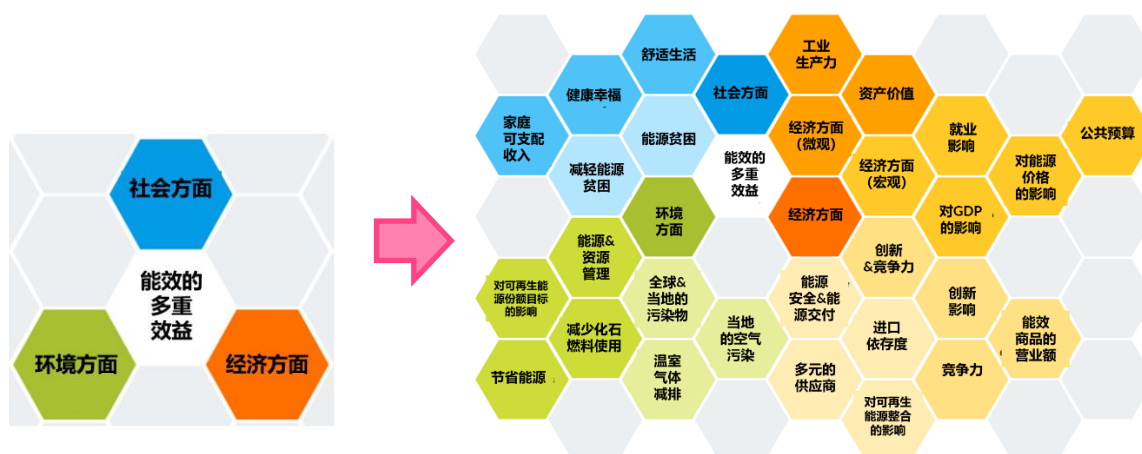 社会方面
能效的
多重
效益
环境方面
经济方面
舒适生活
工业
生产力
健康幸福
社会方面
资产价值
家庭
可支配
收入
能源贫困
经济方面
(微观)
就业
影响
公共预算
减轻能源
贫困
能效的
多重
效益
经济方面
(宏观)
对能源
价格
的影响
环境
方面
经济方面
对GDP
的影响
能源&
资源
管理
创新
&竞争力
对可再生能
源份额目标
的影响
全球&
当地的
污染物
能源
安全&能
源交付
创新
影响
减少化石
燃料使用
当地
的空气
污染
进口
依存度
能效
商品的
营业额
节省能源
温室
气体
减排
多元的
供应商
竞争力
对可再生
能源整合
的影响